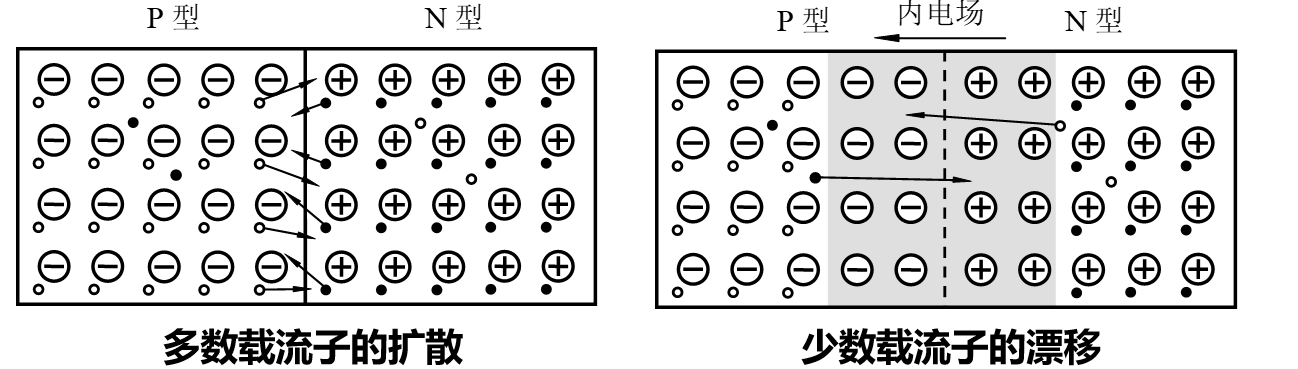 P 型
N 型
多数载流子的扩散
P 型
内电场
N 型
少数载流子的漂移